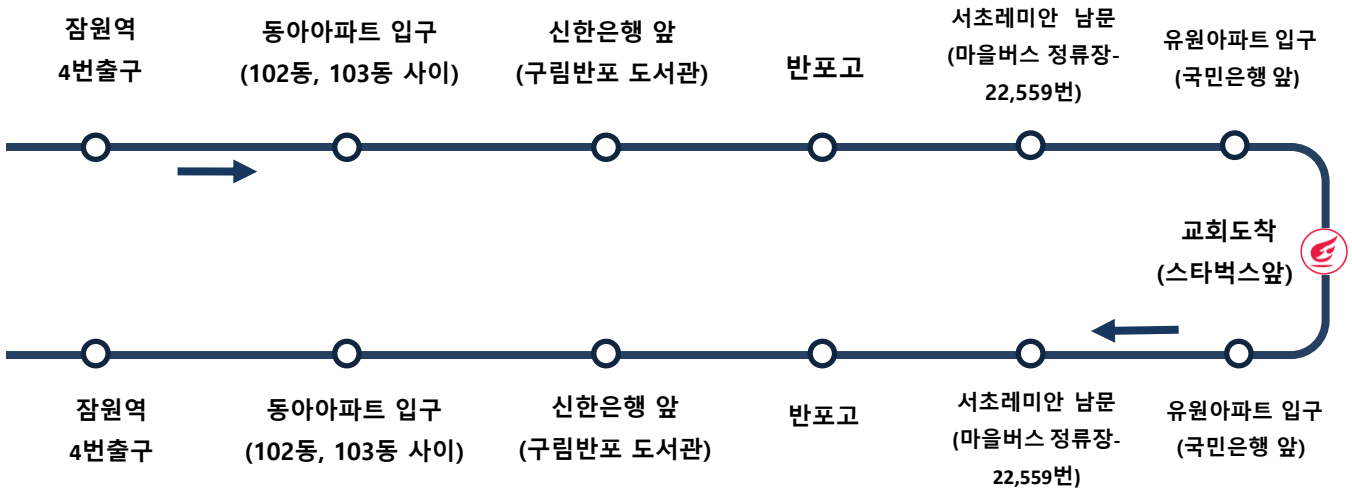 잠원역
4번출구
동아아파트 입구
(102동, 103동 사이)
신한은행 앞
(구림반포 도서관)
반포고
서초레미안 남문
(마을버스 정류장-
22,559번)
유원아파트 입구
(국민은행 앞)
교회도착
(스타벅스앞)
잠원역
4번출구
동아아파트 입구
(102동, 103동 사이)
신한은행 앞
(구림반포 도서관)
반포고
서초레미안 남문
(마을버스 정류장-
22,559번)
유원아파트 입구
(국민은행 앞)